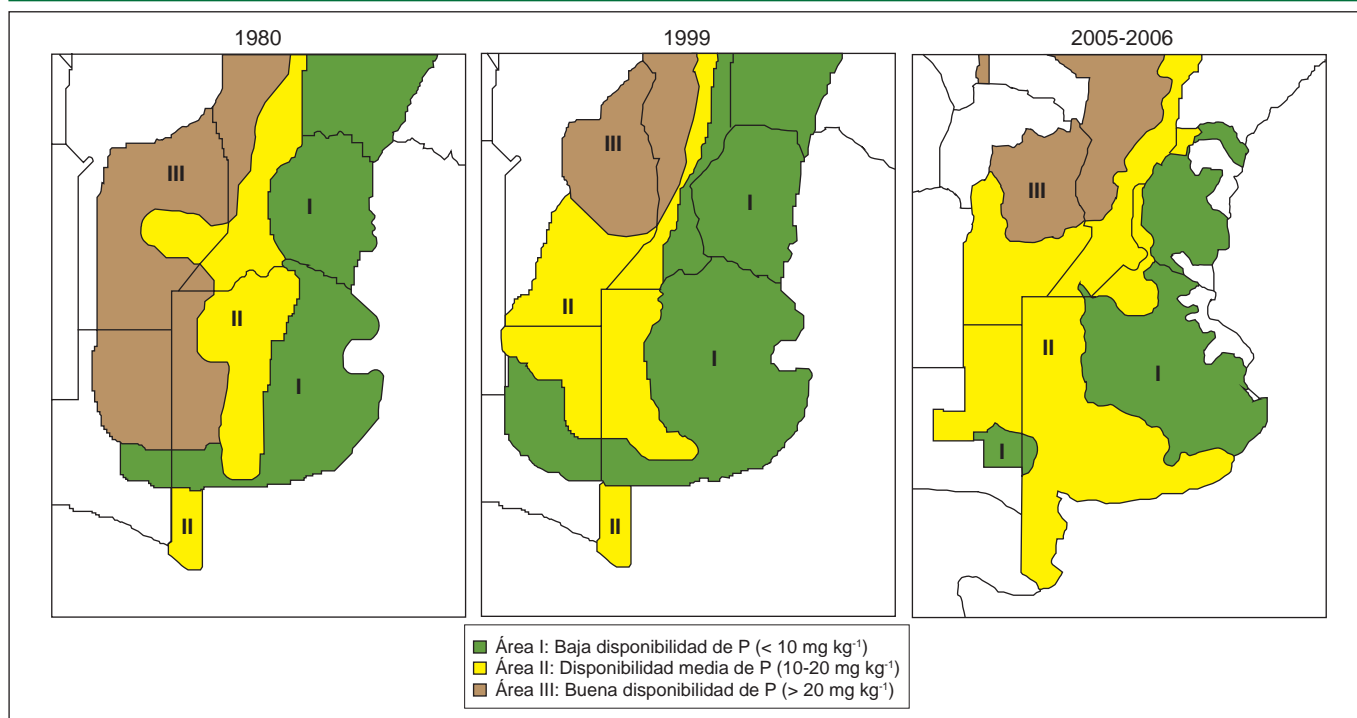 1980
III
I
II
I
II
1999
III
I
II
I
II
2005-2006
III
II
I
I
Área I: Baja disponibilidad de P (< 10 mg kg⁻¹)
Área II: Disponibilidad media de P (10-20 mg kg⁻¹)
Área III: Buena disponibilidad de P (> 20 mg kg⁻¹)